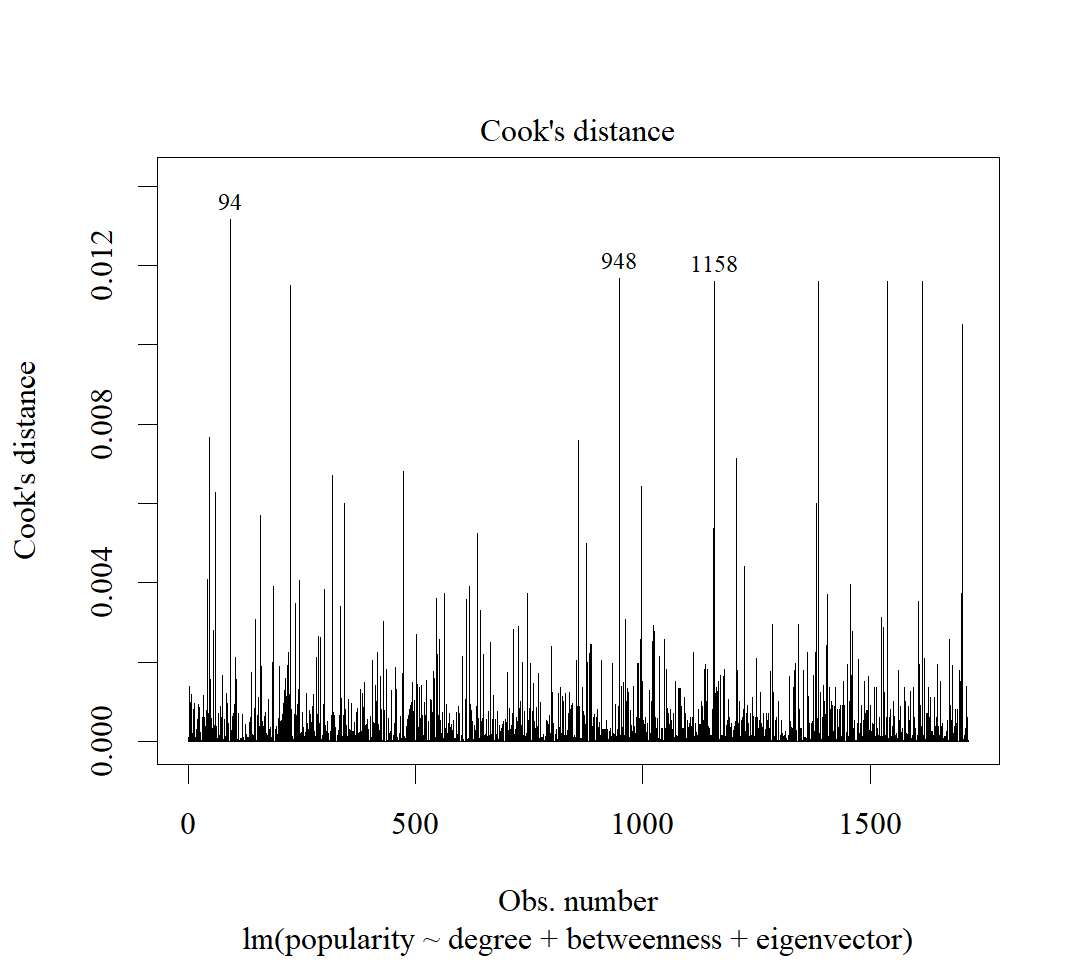 Cook's distance
94
948
1158
Cook's distance
0.012
0.008
0.004
0.000
0 500 1000 1500
Obs. number
lm(popularity ~ degree + betweenness + eigenvector)